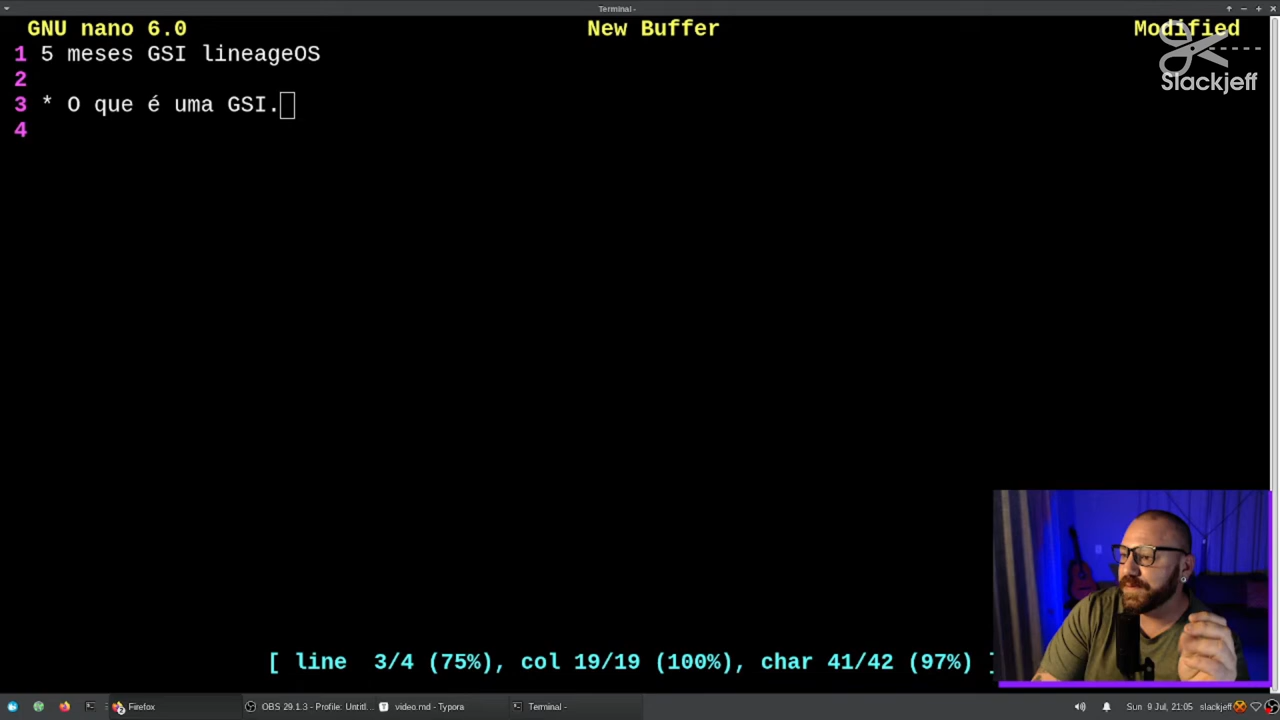 Terminal -
GNU nano 6.0 New Buffer Modified
1 5 meses GSI lineageOS
2
3 * O que é uma GSI.
4
Slackjeff
[ line 3/4 (75%), col 19/19 (100%), char 41/42 (97%) ]
Firefox OBS 29.1.3 - Profile: Untitl... video.md - Typora Terminal - Sun 9 Jul, 21:05 slackjeff